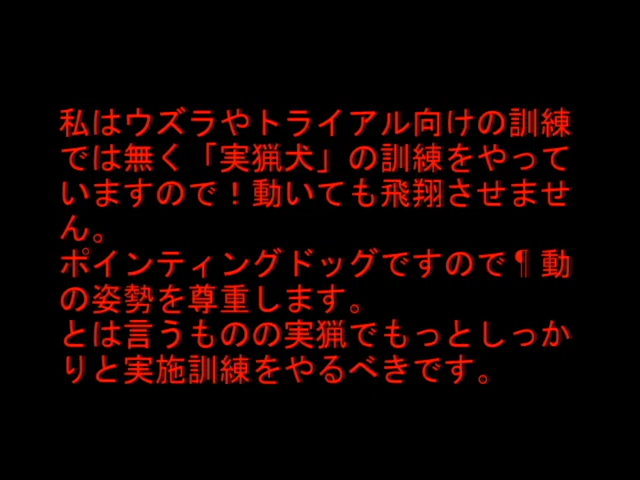 私はウズラやトライアル向けの訓練
では無く「実猟犬」の訓練をやって
いますので！動いても飛翔させませ
ん。
ポインティングドッグですので¶動
の姿勢を尊重します。
とは言うものの実猟でもっとしっか
りと実施訓練をやるべきです。